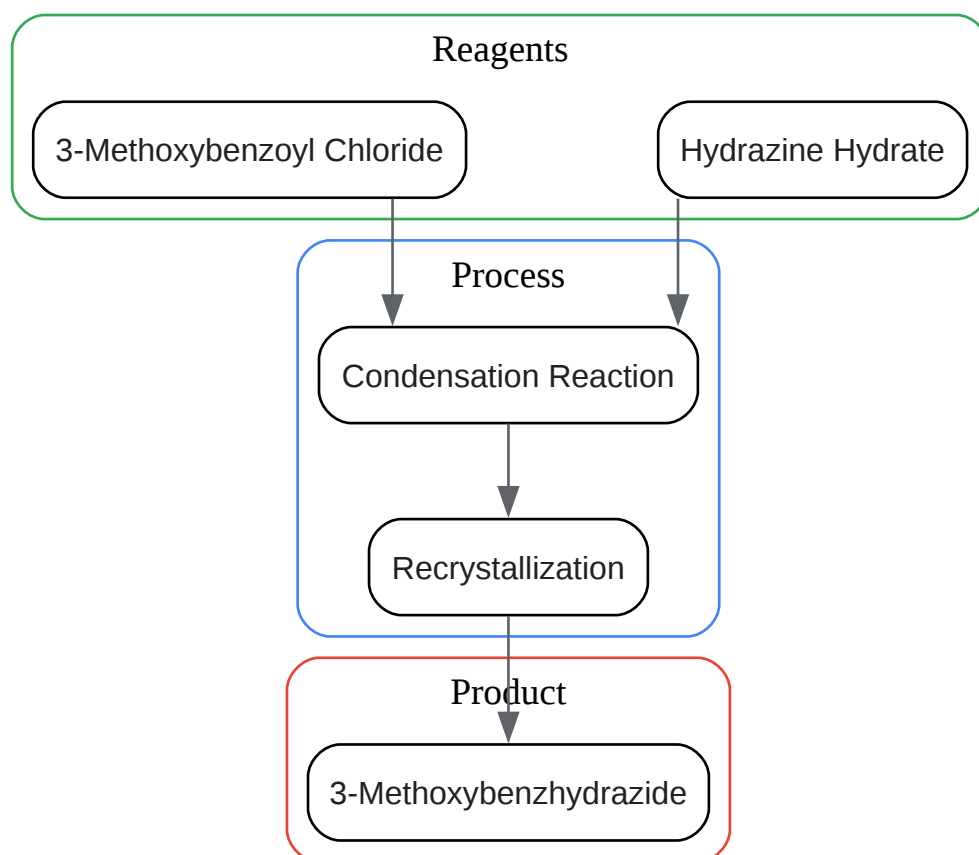 Reagents
3-Methoxybenzoyl Chloride
Hydrazine Hydrate
Process
Condensation Reaction
Recrystallization
Product
3-Methoxybenzhydrazide